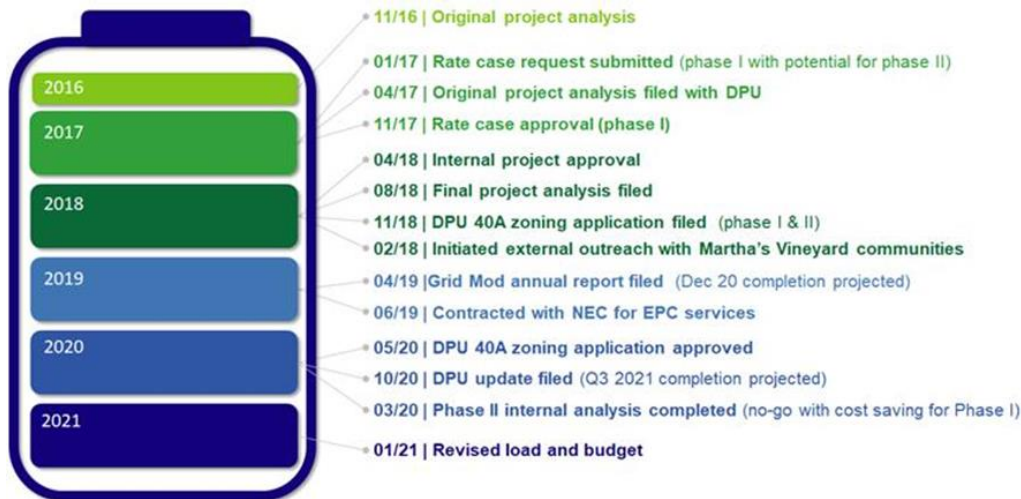 2016
11/16 | Original project analysis
2017
01/17 | Rate case request submitted (phase I with potential for phase II)
04/17 | Original project analysis filed with DPU
11/17 | Rate case approval (phase I)
2018
04/18 | Internal project approval
08/18 | Final project analysis filed
11/18 | DPU 40A zoning application filed (phase I & II)
02/18 | Initiated external outreach with Martha's Vineyard communities
2019
04/19 |Grid Mod annual report filed (Dec 20 completion projected)
06/19 | Contracted with NEC for EPC services
2020
05/20 | DPU 40A zoning application approved
10/20 | DPU update filed (Q3 2021 completion projected)
03/20 | Phase II internal analysis completed (no-go with cost saving for Phase I)
2021
01/21 | Revised load and budget